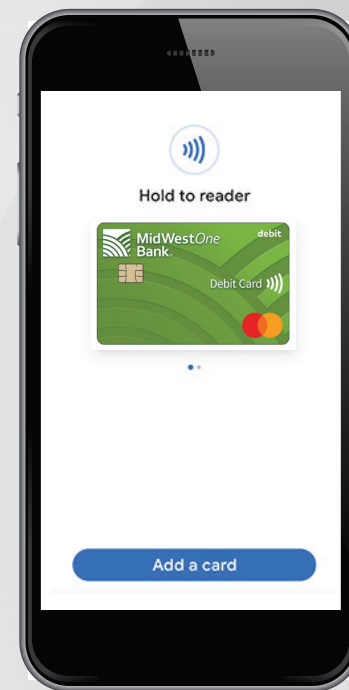 Hold to reader
MidWestOne
Bank.
debit
Debit Card
Add a card